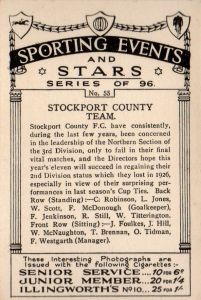 SPORTING EVENTS
AND
STARS
SERIES OF 96.
No. 55
STOCKPORT COUNTY
TEAM.
Stockport County F.C. have consistently,
during the last few years, been concerned
in the leadership of the Northern Section of
the 3rd Division, only to fail in their final
vital matches, and the Directors hope this
year's eleven will succeed in regaining their
2nd Division status which they lost in 1926,
especially in view of their surprising perfor-
mances in last season's Cup Ties. Back
Row (Standing):—C. Robinson, L. Jones,
W. Scott, F. McDonough (Goalkeeper),
F. Jenkinson, R. Still, W. Titterington.
Front Row (Sitting):—J. Foulkes, J. Hill,
W. McNaughton, T. Brennan, O. Tidman,
F. Westgarth (Manager).
These Interesting Photographs are
Issued with the following Cigarettes:
SENIOR SERVICE.... 10 FOR 6D
JUNIOR MEMBER.... 20 FOR 1/4
ILLINGWORTH'S No 10... 25 FOR 1/-